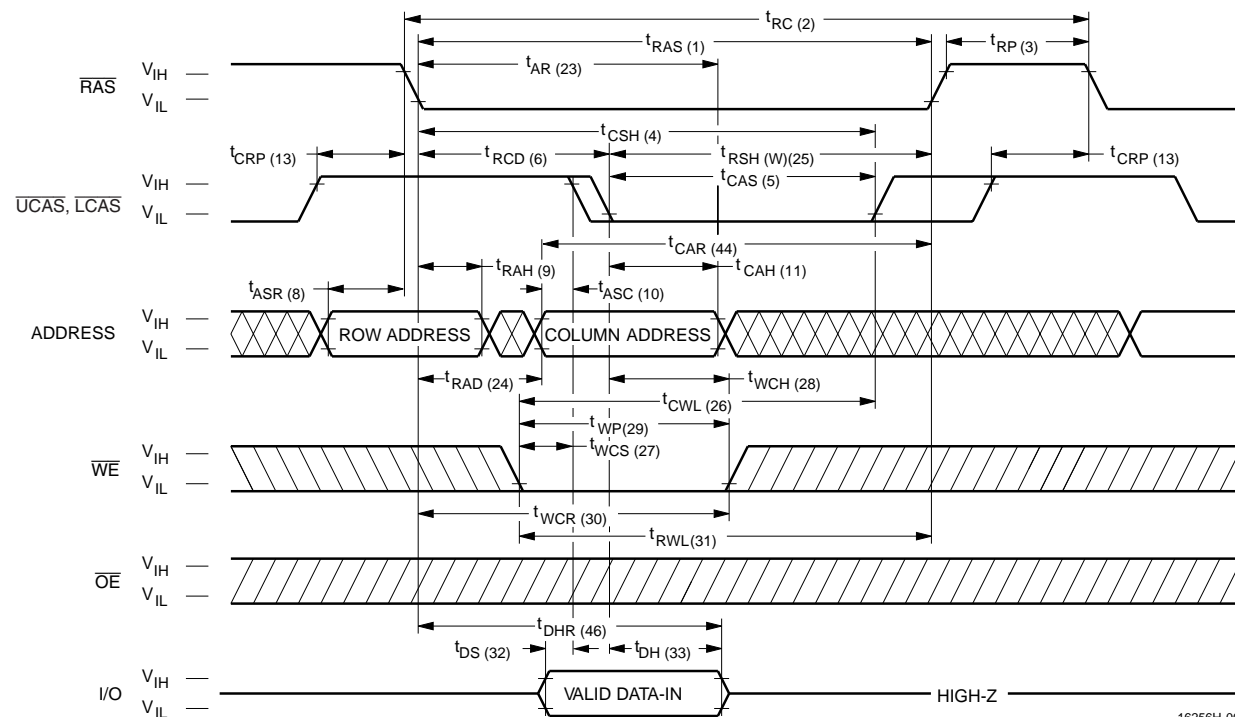 tRC (2)
tRAS (1)
tRP (3)
tAR (23)
RAS
VIH
VIL
tCSH (4)
tCRP (13)
tRCD (6)
tRSH (W)(25)
tCRP (13)
tCAS (5)
UCAS, LCAS
VIH
VIL
tCAR (44)
tRAH (9)
tCAH (11)
tASR (8)
tASC (10)
ADDRESS
VIH
VIL
ROW ADDRESS
COLUMN ADDRESS
tRAD (24)
tWCH (28)
tCWL (26)
tWP(29)
tWCS (27)
WE
VIH
VIL
tWCR (30)
tRWL(31)
OE
VIH
VIL
tDHR (46)
tDS (32)
tDH (33)
I/O
VIH
VIL
VALID DATA-IN
HIGH-Z